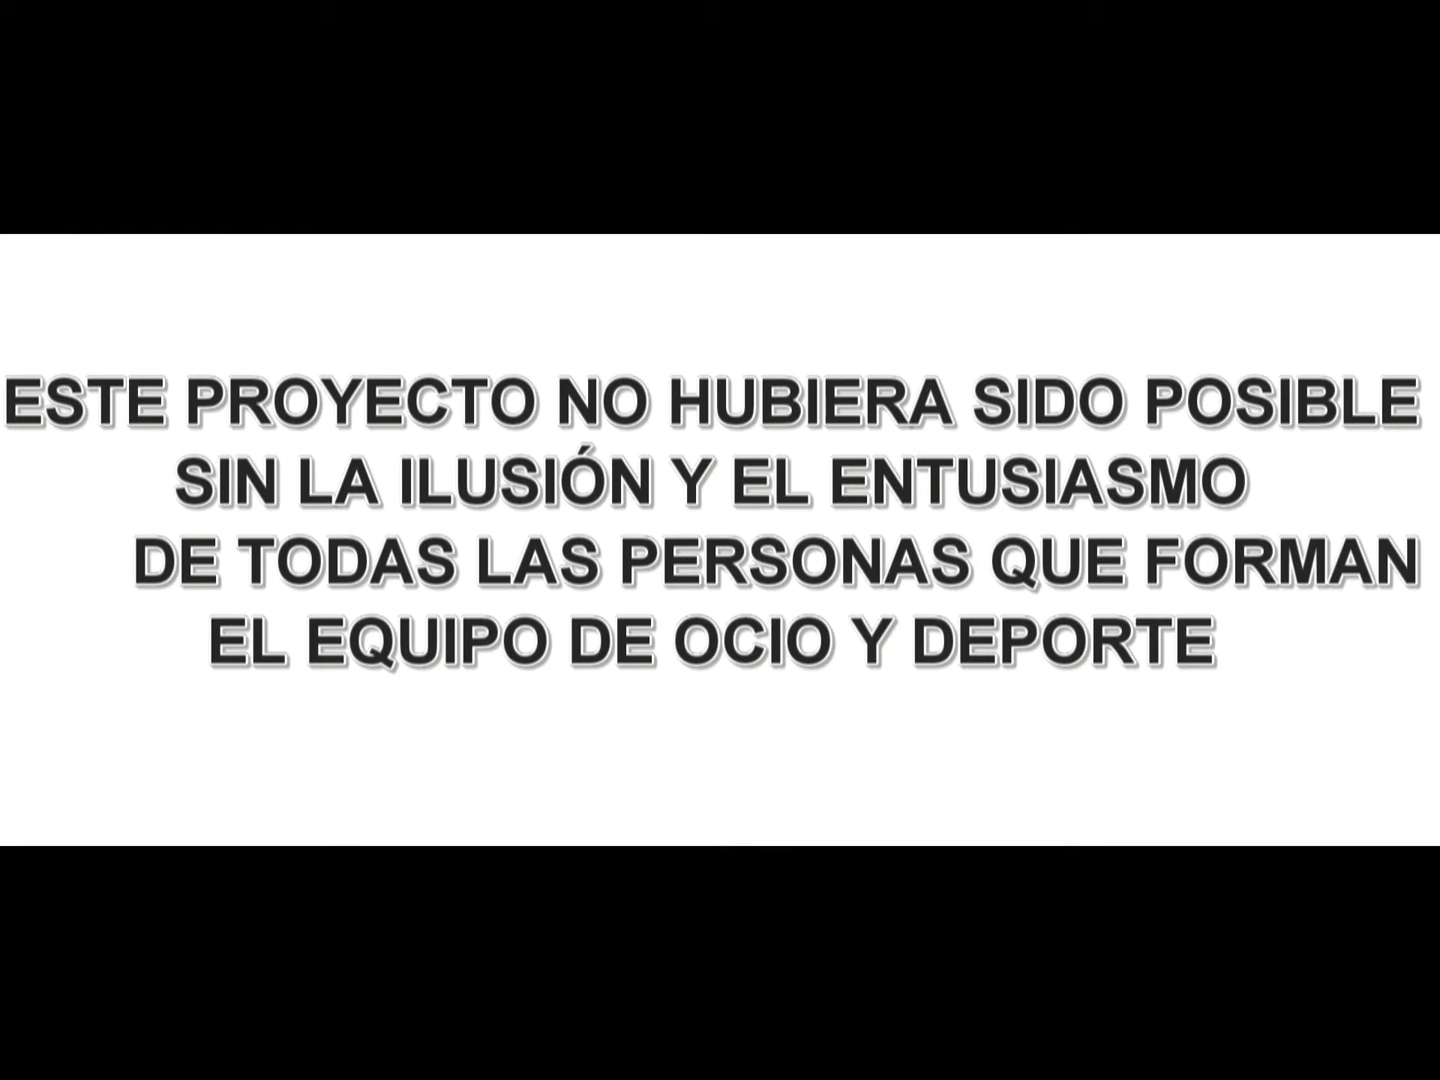 ESTE PROYECTO NO HUBIERA SIDO POSIBLE
SIN LA ILUSIÓN Y EL ENTUSIASMO
DE TODAS LAS PERSONAS QUE FORMAN
EL EQUIPO DE OCIO Y DEPORTE